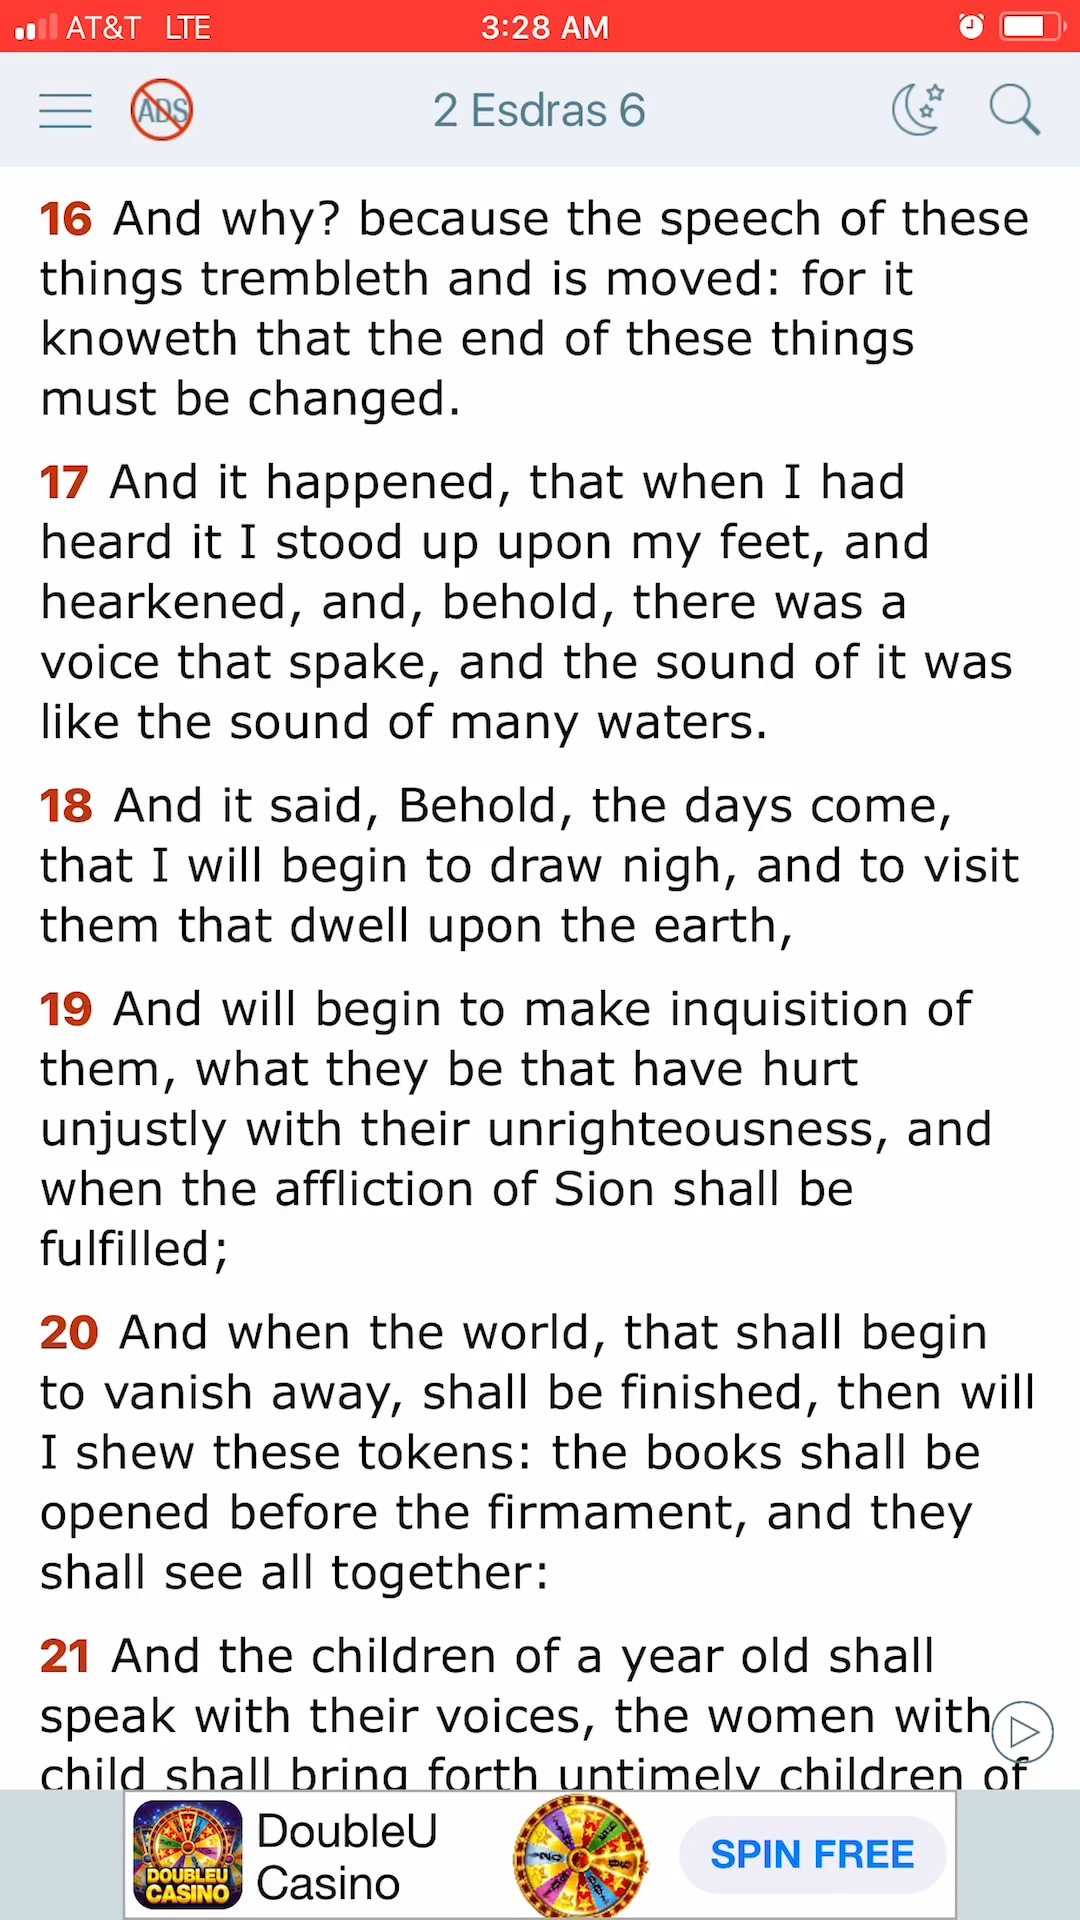 AT&T LTE 3:28 AM
ADS 2 Esdras 6
16 And why? because the speech of these
things trembleth and is moved: for it
knoweth that the end of these things
must be changed.
17 And it happened, that when I had
heard it I stood up upon my feet, and
hearkened, and, behold, there was a
voice that spake, and the sound of it was
like the sound of many waters.
18 And it said, Behold, the days come,
that I will begin to draw nigh, and to visit
them that dwell upon the earth,
19 And will begin to make inquisition of
them, what they be that have hurt
unjustly with their unrighteousness, and
when the affliction of Sion shall be
fulfilled;
20 And when the world, that shall begin
to vanish away, shall be finished, then will
I shew these tokens: the books shall be
opened before the firmament, and they
shall see all together:
21 And the children of a year old shall
speak with their voices, the women with
child shall bring forth untimely children of
DOUBLEU
CASINO
DoubleU
Casino
SPIN FREE